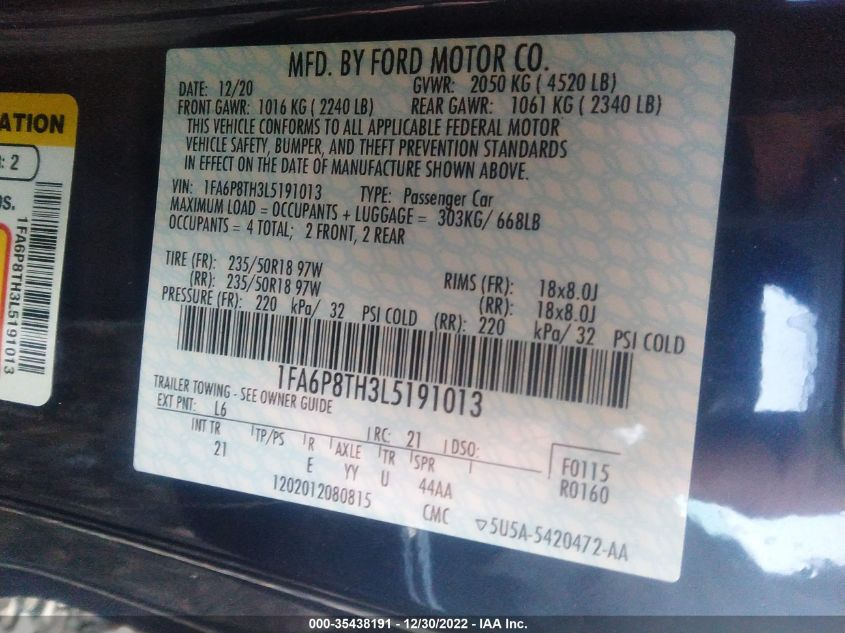 MFD. BY FORD MOTOR CO.
DATE: 12/20 GVWR: 2050 KG ( 4520 LB)
FRONT GAWR: 1016 KG ( 2240 LB) REAR GAWR: 1061 KG ( 2340 LB)
THIS VEHICLE CONFORMS TO ALL APPLICABLE FEDERAL MOTOR
VEHICLE SAFETY, BUMPER, AND THEFT PREVENTION STANDARDS
IN EFFECT ON THE DATE OF MANUFACTURE SHOWN ABOVE.
VIN: 1FA6P8TH3L5191013 TYPE: Passenger Car
MAXIMUM LOAD = OCCUPANTS + LUGGAGE = 303KG/ 668LB
OCCUPANTS = 4 TOTAL; 2 FRONT, 2 REAR
TIRE (FR): 235/50R18 97W RIMS (FR): 18x8.0J
(RR): 235/50R18 97W (RR): 18x8.0J
PRESSURE (FR): 220 kPa/ 32 PSI COLD (RR): 220 kPa/ 32 PSI COLD
1FA6P8TH3L5191013
TRAILER TOWING - SEE OWNER GUIDE
EXT PNT: L6 RC: 21 DSO:
INT TR TP/PS R AXLE TR SPR F0115
21 E YY U 44AA R0160
1202012080815 CMC ▽5U5A-5420472-AA
ATION
: 2
OS.
1FA6P8TH3L5191013
000-35438191 - 12/30/2022 - IAA Inc.